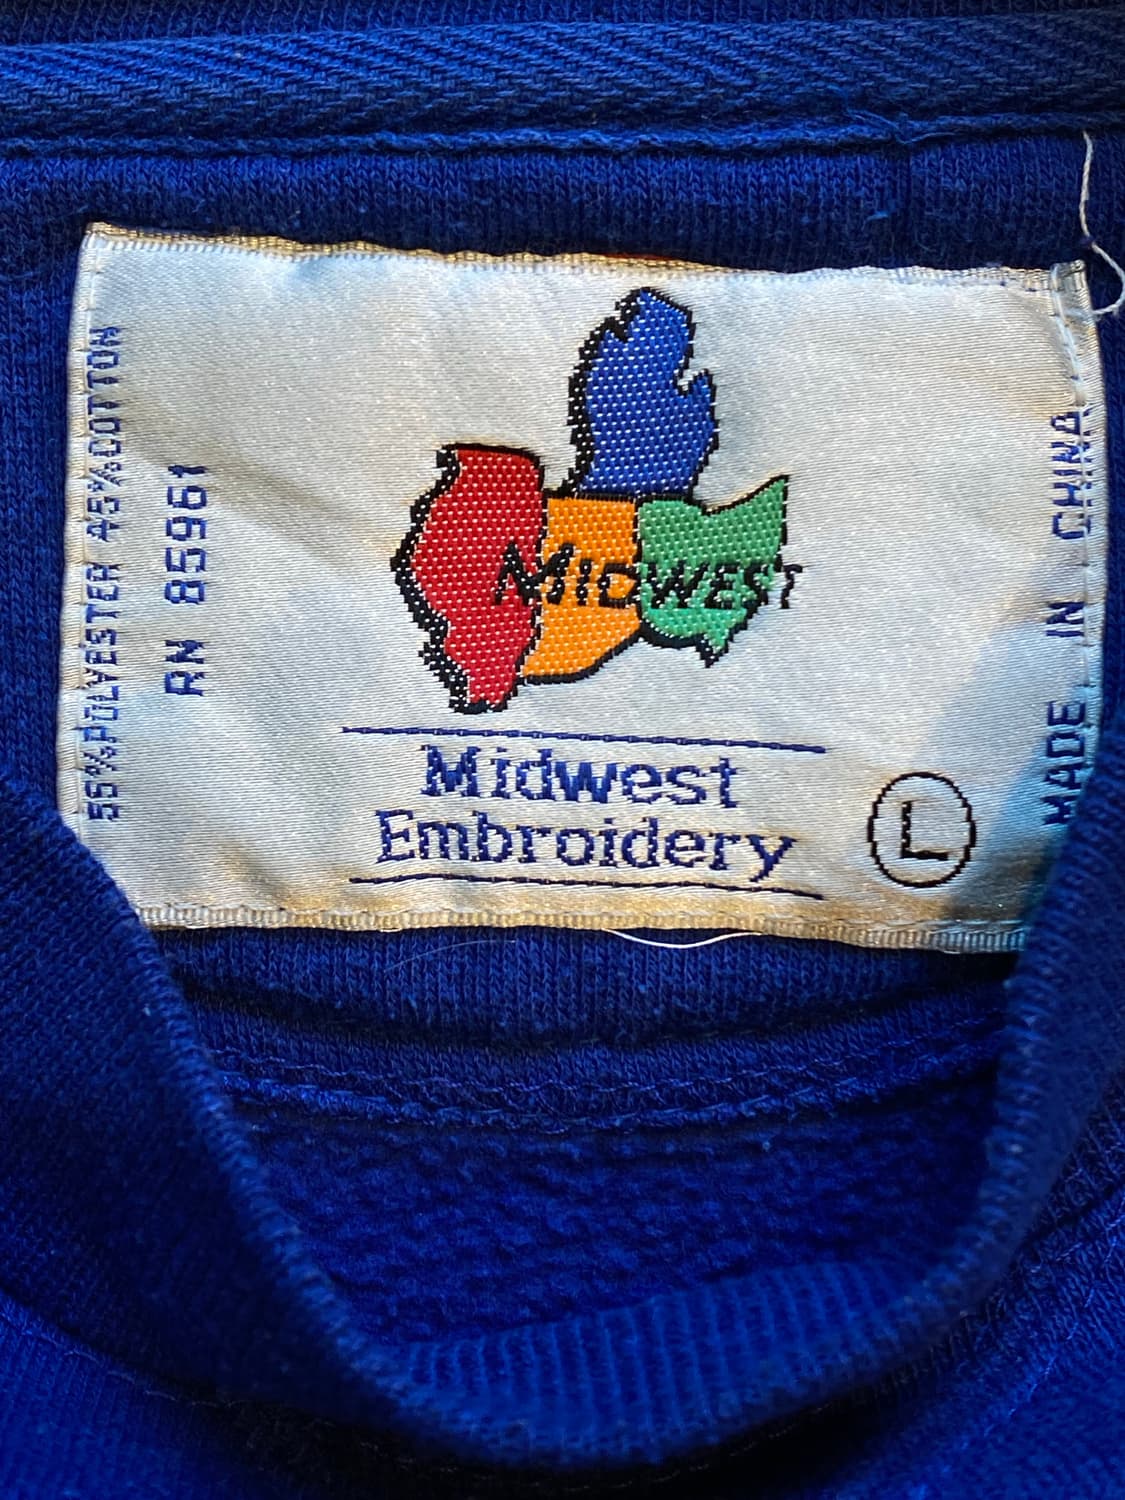 55%POLYESTER 45%COTTON
RN 85961
MIDWEST
Midwest
Embroidery
L
MADE IN CHINA